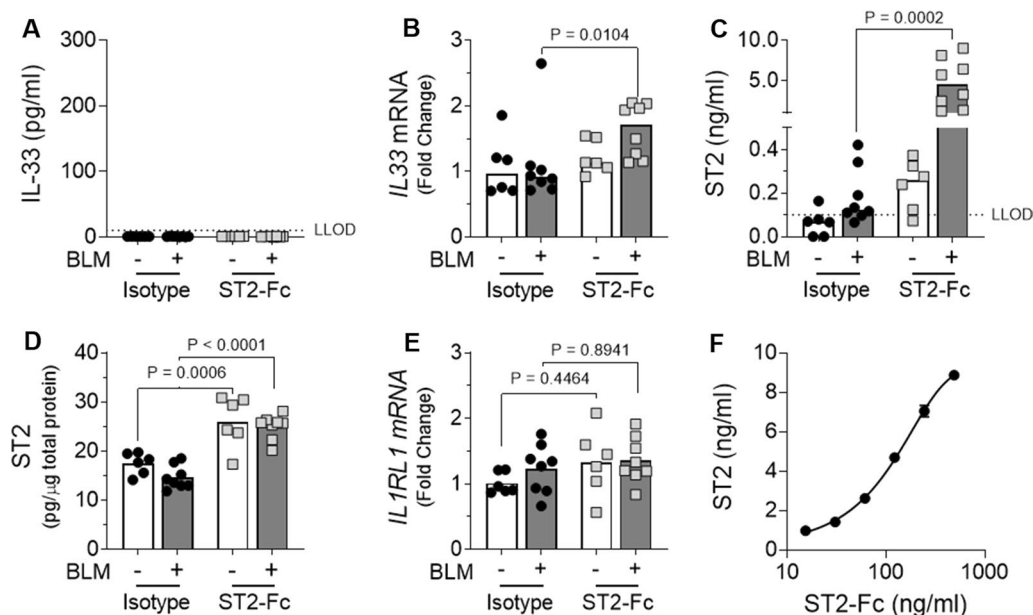 A
300
200
100
0
IL-33 (pg/ml)
LLOD
BLM - + - +
Isotype ST2-Fc
B
3
2
1
0
IL33 mRNA
(Fold Change)
P = 0.0104
BLM - + - +
Isotype ST2-Fc
C
10.0
5.0
0.4
0.2
0.0
ST2 (ng/ml)
P = 0.0002
LLOD
BLM - + - +
Isotype ST2-Fc
D
40
30
20
10
0
ST2
(pg/μg total protein)
P < 0.0001
P = 0.0006
BLM - + - +
Isotype ST2-Fc
E
3
2
1
0
IL1RL1 mRNA
(Fold Change)
P = 0.8941
P = 0.4464
BLM - + - +
Isotype ST2-Fc
F
10
8
6
4
2
0
ST2 (ng/ml)
10 100 1000
ST2-Fc (ng/ml)